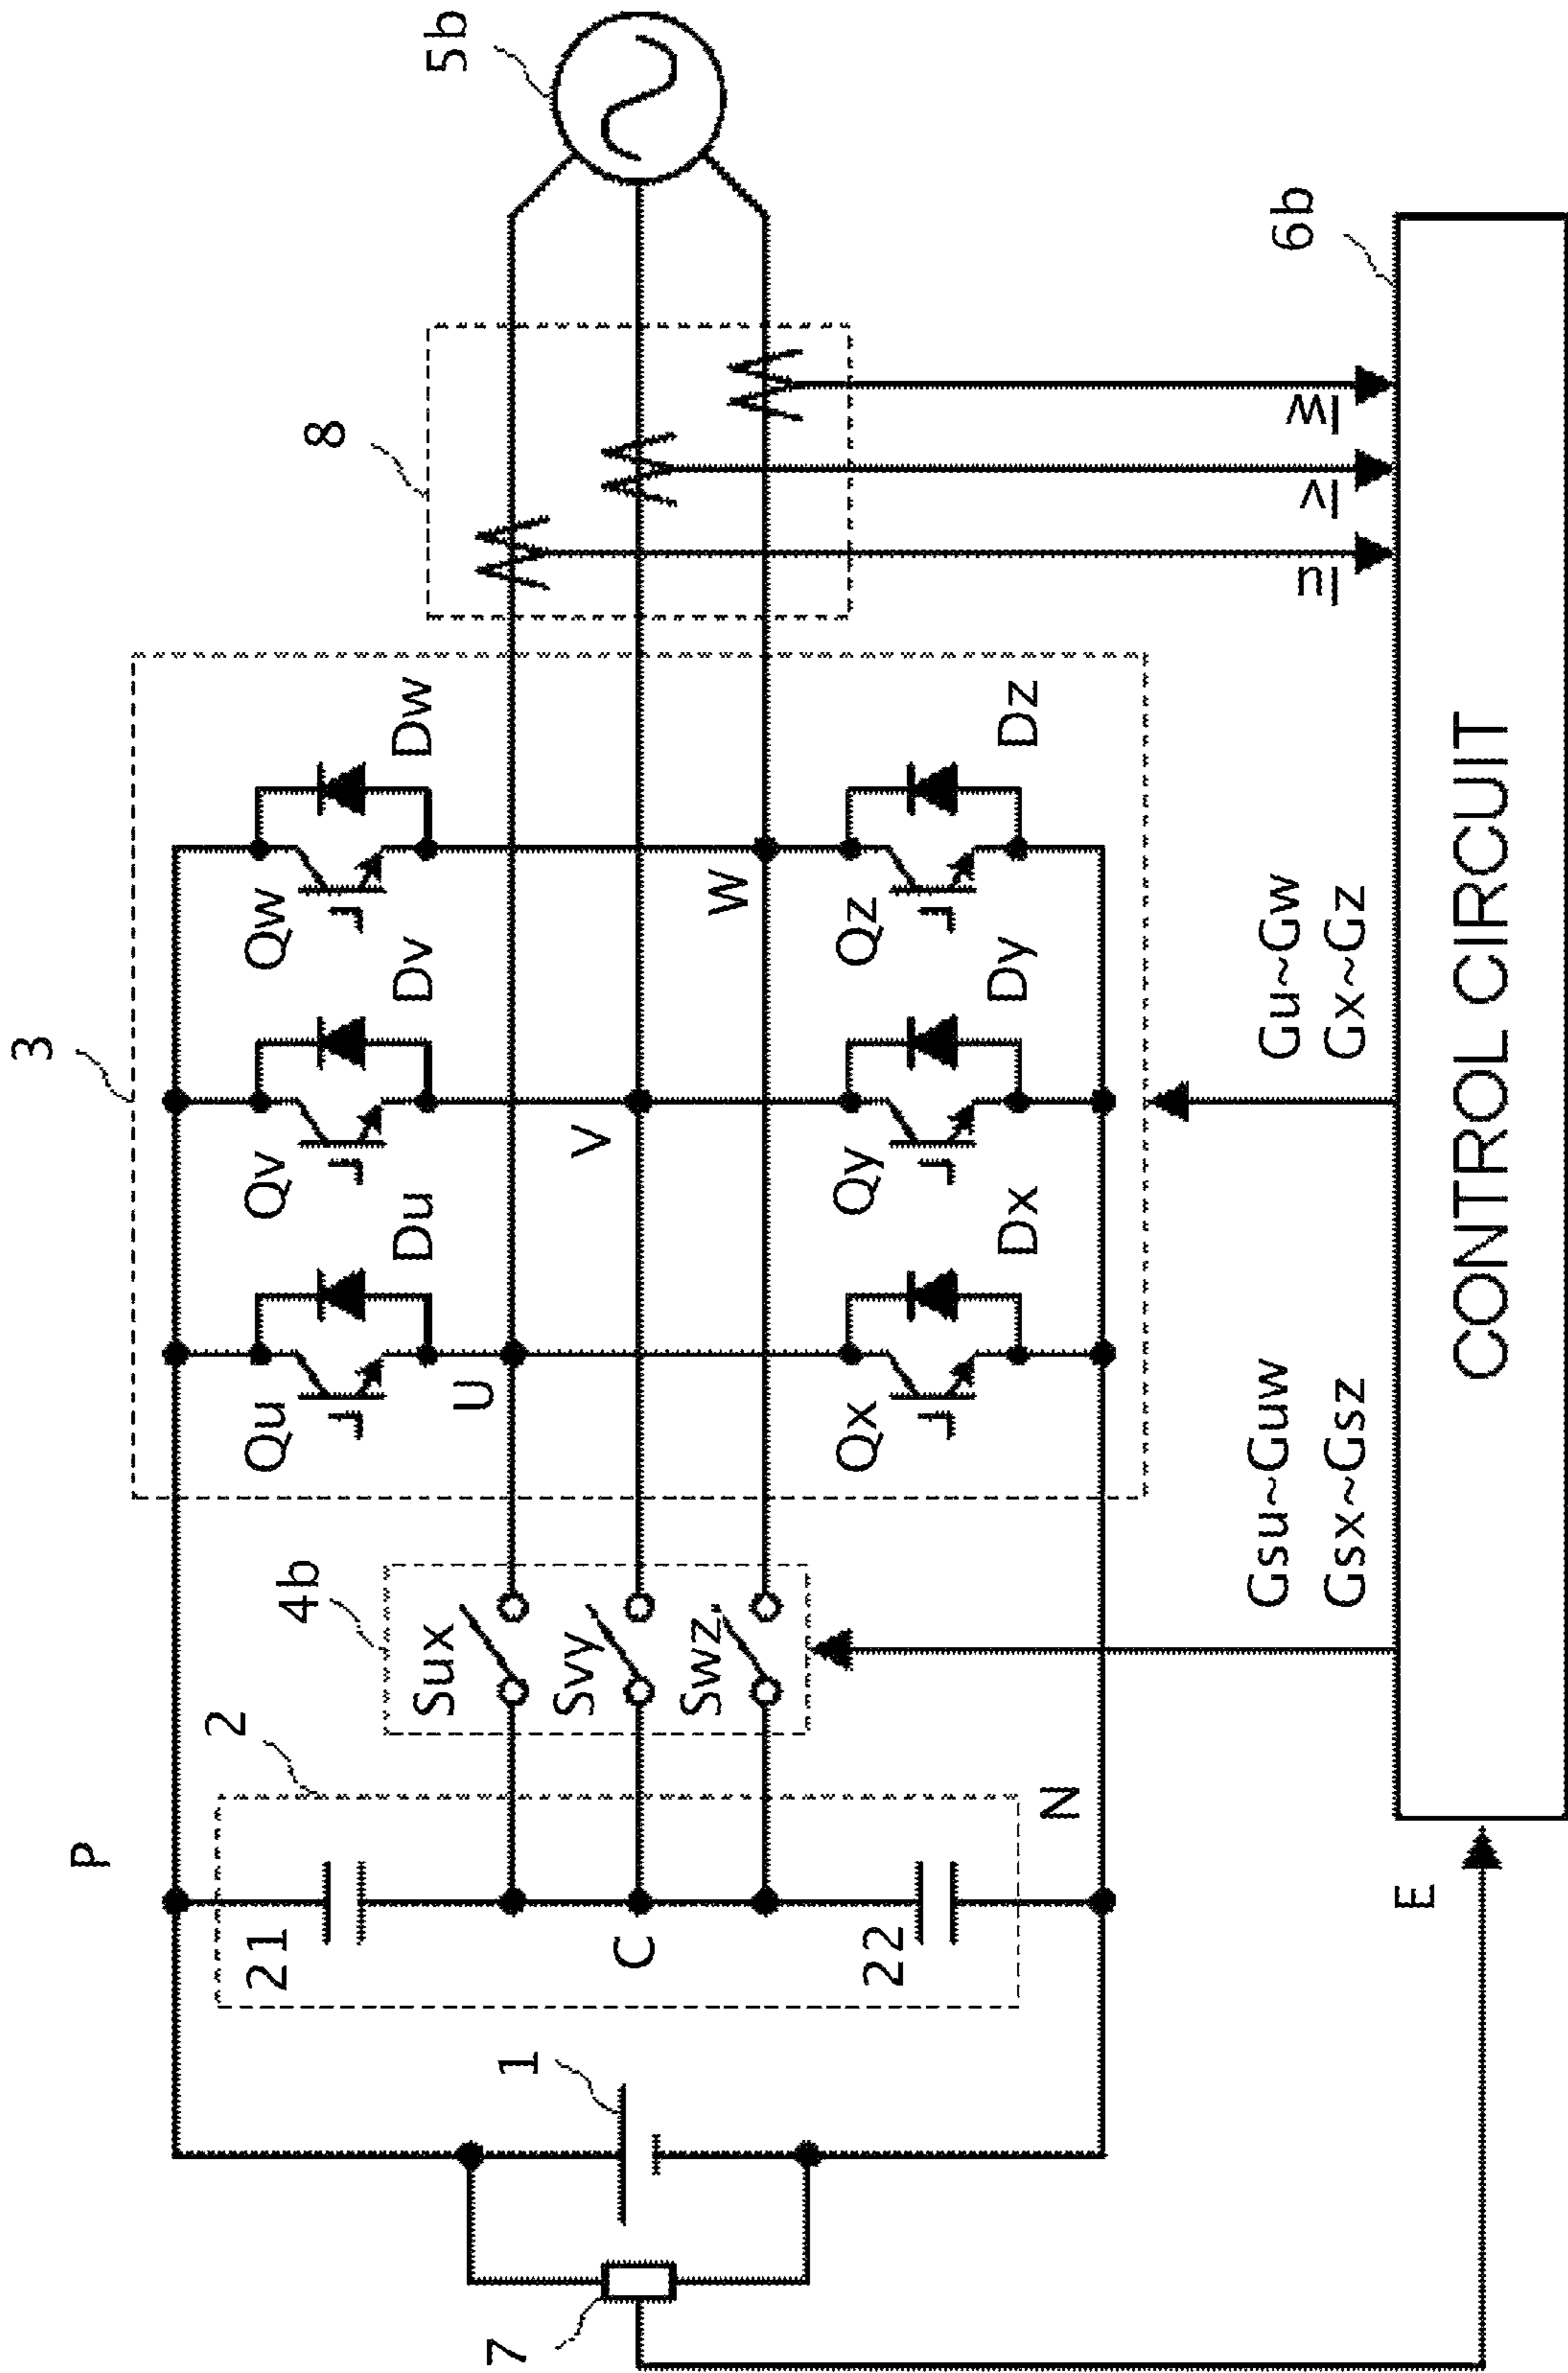 3
P
2
21
Qu
Qv
Qw
4b
8
Du
Dv
Dw
Sux
5b
U
7
1
Svy
V
C
Swz
W
22
Qx
Qy
Qz
Dx
Dy
Dz
N
Gsu~Guw
Gsx~Gsz
Gu~Gw
Gx~Gz
Iu
Iv
Iw
6b
E
CONTROL CIRCUIT